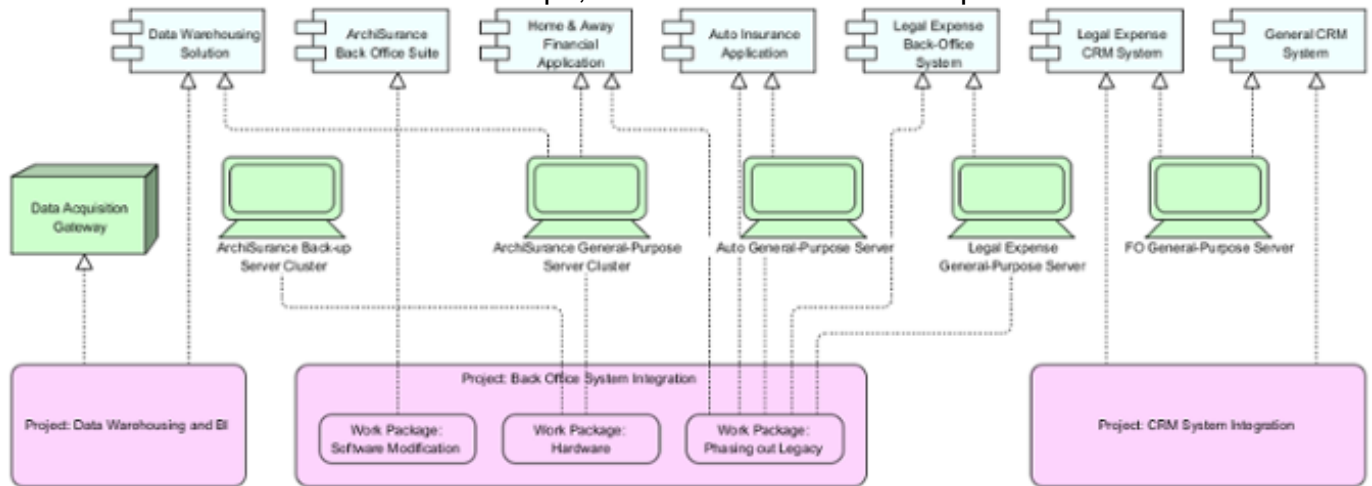 Data Warehousing
Solution
ArchiSurance
Back Office Suite
Home & Away
Financial
Application
Auto Insurance
Application
Legal Expense
Back-Office
System
Legal Expense
CRM System
General CRM
System
Data Acquisition
Gateway
ArchiSurance Back-up
Server Cluster
ArchiSurance General-Purpose
Server Cluster
Auto General-Purpose Server
Legal Expense
General-Purpose Server
FO General-Purpose Server
Project: Data Warehousing and BI
Project: Back Office System Integration
Work Package:
Software Modification
Work Package:
Hardware
Work Package:
Phasing out Legacy
Project: CRM System Integration